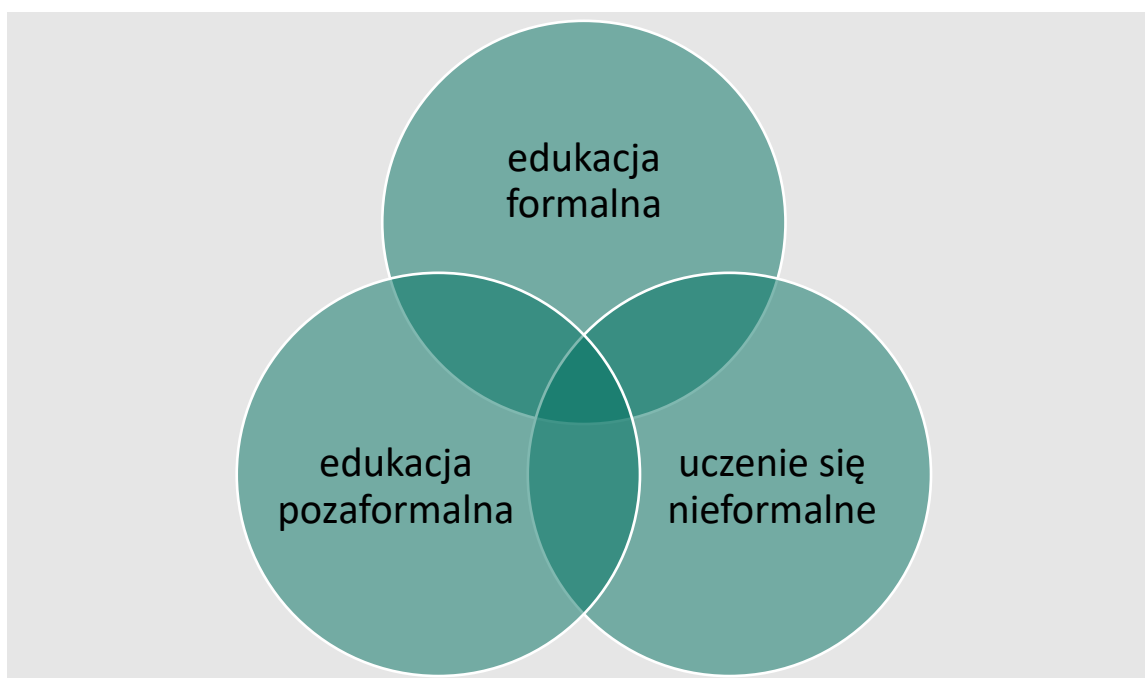 edukacja
formalna
edukacja
pozaformalna
uczenie się
nieformalne